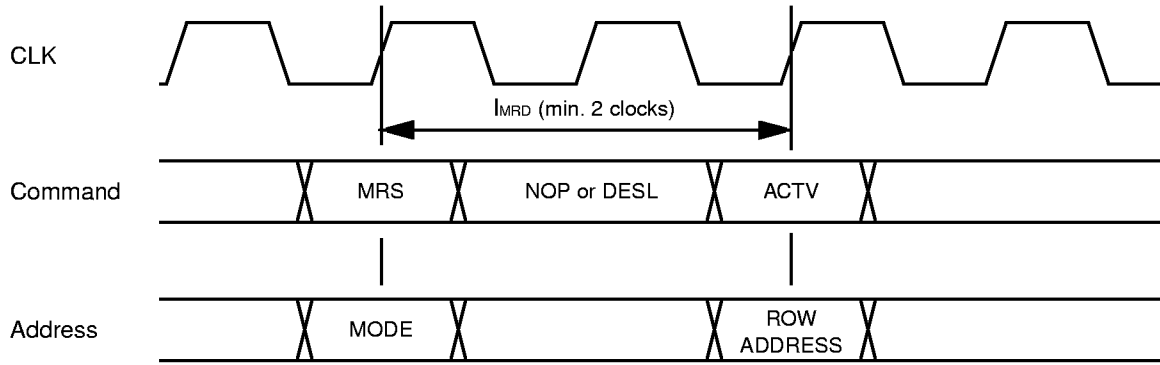 CLK
lMRD (min. 2 clocks)
Command
MRS
NOP or DESL
ACTV
Address
MODE
ROW
ADDRESS